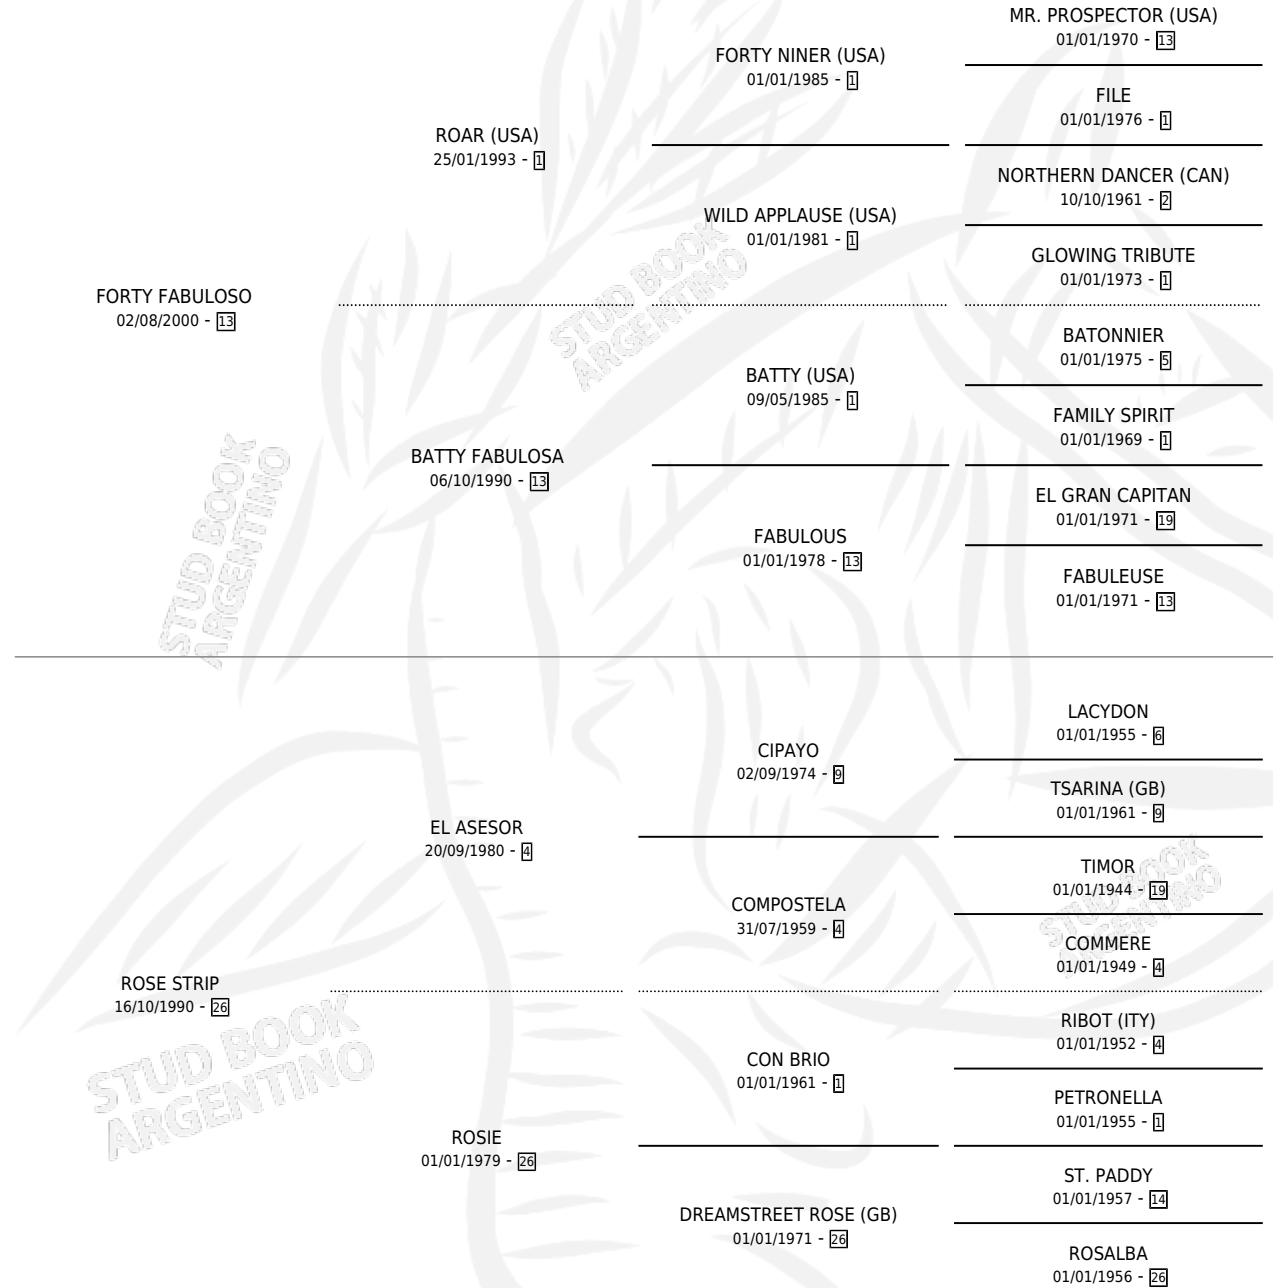 MR. PROSPECTOR (USA)
01/01/1970 - 13
FORTY NINER (USA)
01/01/1985 - 1
FILE
01/01/1976 - 1
ROAR (USA)
25/01/1993 - 1
NORTHERN DANCER (CAN)
10/10/1961 - 2
WILD APPLAUSE (USA)
01/01/1981 - 1
GLOWING TRIBUTE
01/01/1973 - 1
FORTY FABULOSO
02/08/2000 - 13
STUD BOOK
ARGENTINO
BATONNIER
01/01/1975 - 5
BATTY (USA)
09/05/1985 - 1
FAMILY SPIRIT
01/01/1969 - 1
BATTY FABULOSA
06/10/1990 - 13
EL GRAN CAPITAN
01/01/1971 - 19
FABULOUS
01/01/1978 - 13
FABULEUSE
01/01/1971 - 13
STUD BOOK
ARGENTINO
LACYDON
01/01/1955 - 6
CIPAYO
02/09/1974 - 9
TSARINA (GB)
01/01/1961 - 9
EL ASESOR
20/09/1980 - 4
TIMOR
01/01/1944 - 19
COMPOSTELA
31/07/1959 - 4
COMMERE
01/01/1949 - 4
STUD BOOK
ARGENTINO
ROSE STRIP
16/10/1990 - 26
RIBOT (ITY)
01/01/1952 - 4
CON BRIO
01/01/1961 - 1
PETRONELLA
01/01/1955 - 1
STUD BOOK
ARGENTINO
ROSIE
01/01/1979 - 26
ST. PADDY
01/01/1957 - 14
DREAMSTREET ROSE (GB)
01/01/1971 - 26
ROSALBA
01/01/1956 - 26